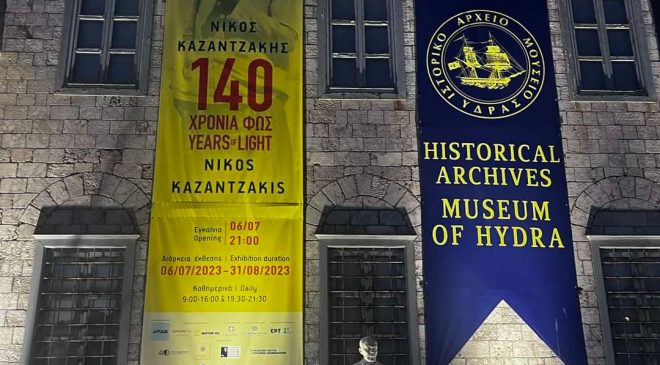 ΝΙΚΟΣ
ΚΑΖΑΝΤΖΑΚΗΣ
140
ΧΡΟΝΙΑ ΦΩΣ
YEARS OF LIGHT
NIKOS
KAZANTZAKIS
Εγκαίνια
Opening
06/07
21:00
Διάρκεια έκθεσης | Exhibition duration
06/07/2023-31/08/2023
Καθημερινά | Daily
9:00-16:00 & 19:30-21:30
ΕΡΤ
ΙΣΤΟΡΙΚΟ ΑΡΧΕΙΟ ΜΟΥΣΕΙΟ
ΥΔΡΑΣ
HISTORICAL
ARCHIVES
MUSEUM
OF HYDRA